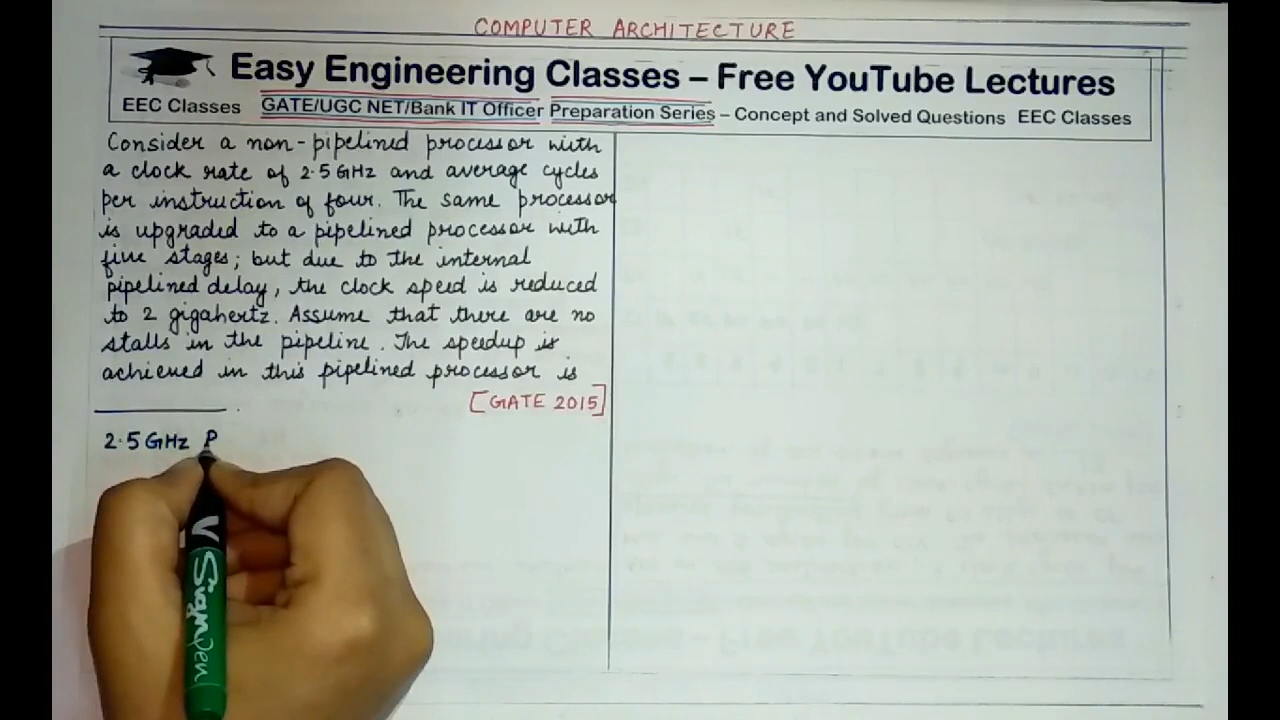 COMPUTER ARCHITECTURE
Easy Engineering Classes – Free YouTube Lectures
EEC Classes GATE/UGC NET/Bank IT Officer Preparation Series – Concept and Solved Questions EEC Classes
Consider a non-pipelined processor with
a clock rate of 2.5 GHz and average cycles
per instruction of four. The same processor
is upgraded to a pipelined processor with
five stages; but due to the internal
pipelined delay, the clock speed is reduced
to 2 gigahertz. Assume that there are no
stalls in the pipeline. The speedup is
achieved in this pipelined processor is
[GATE 2015]
________.
2.5 GHz P
V Sign Pen